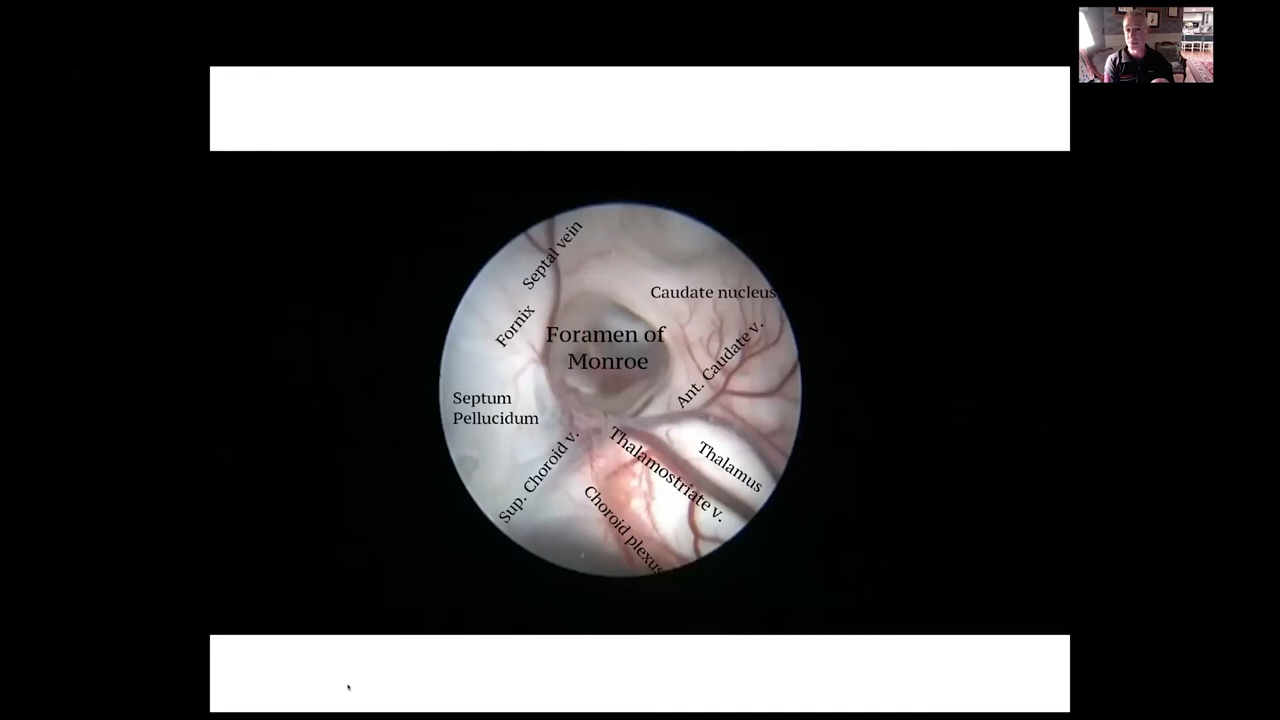 Septal vein
Caudate nucleus
Fornix
Foramen of
Monroe
Ant. Caudate v.
Septum
Pellucidum
Sup. Choroid v.
Thalamostriate v.
Thalamus
Choroid plexus